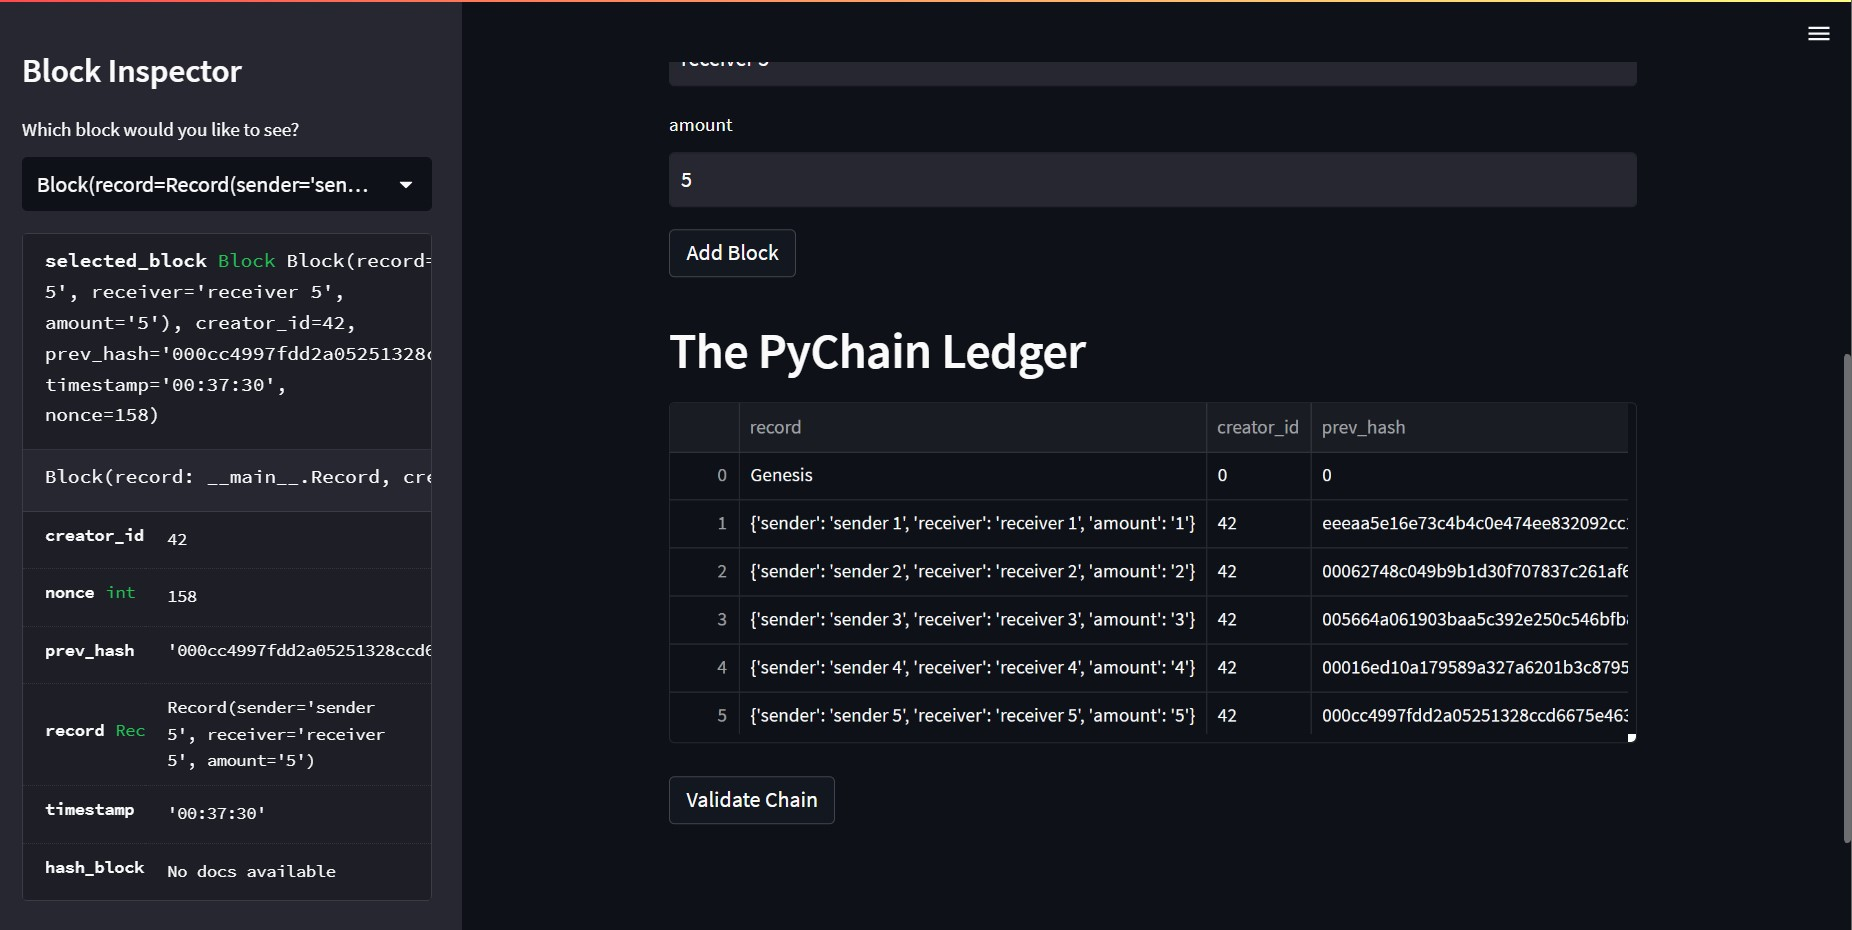 Block Inspector
Which block would you like to see?
Block(record=Record(sender='sen...
selected_block Block Block(record=
5', receiver='receiver 5',
amount='5'), creator_id=42,
prev_hash='000cc4997fdd2a05251328c
timestamp='00:37:30',
nonce=158)
Block(record: __main__.Record, cre
creator_id 42
nonce int 158
prev_hash '000cc4997fdd2a05251328ccd6
record Rec Record(sender='sender
5', receiver='receiver
5', amount='5')
timestamp '00:37:30'
hash_block No docs available
receiver 5
amount
5
Add Block
The PyChain Ledger
record creator_id prev_hash
0 Genesis 0 0
1 {'sender': 'sender 1', 'receiver': 'receiver 1', 'amount': '1'} 42 eeeaa5e16e73c4b4c0e474ee832092cc
2 {'sender': 'sender 2', 'receiver': 'receiver 2', 'amount': '2'} 42 00062748c049b9b1d30f707837c261af6
3 {'sender': 'sender 3', 'receiver': 'receiver 3', 'amount': '3'} 42 005664a061903baa5c392e250c546bfb
4 {'sender': 'sender 4', 'receiver': 'receiver 4', 'amount': '4'} 42 00016ed10a179589a327a6201b3c8795
5 {'sender': 'sender 5', 'receiver': 'receiver 5', 'amount': '5'} 42 000cc4997fdd2a05251328ccd6675e463
Validate Chain